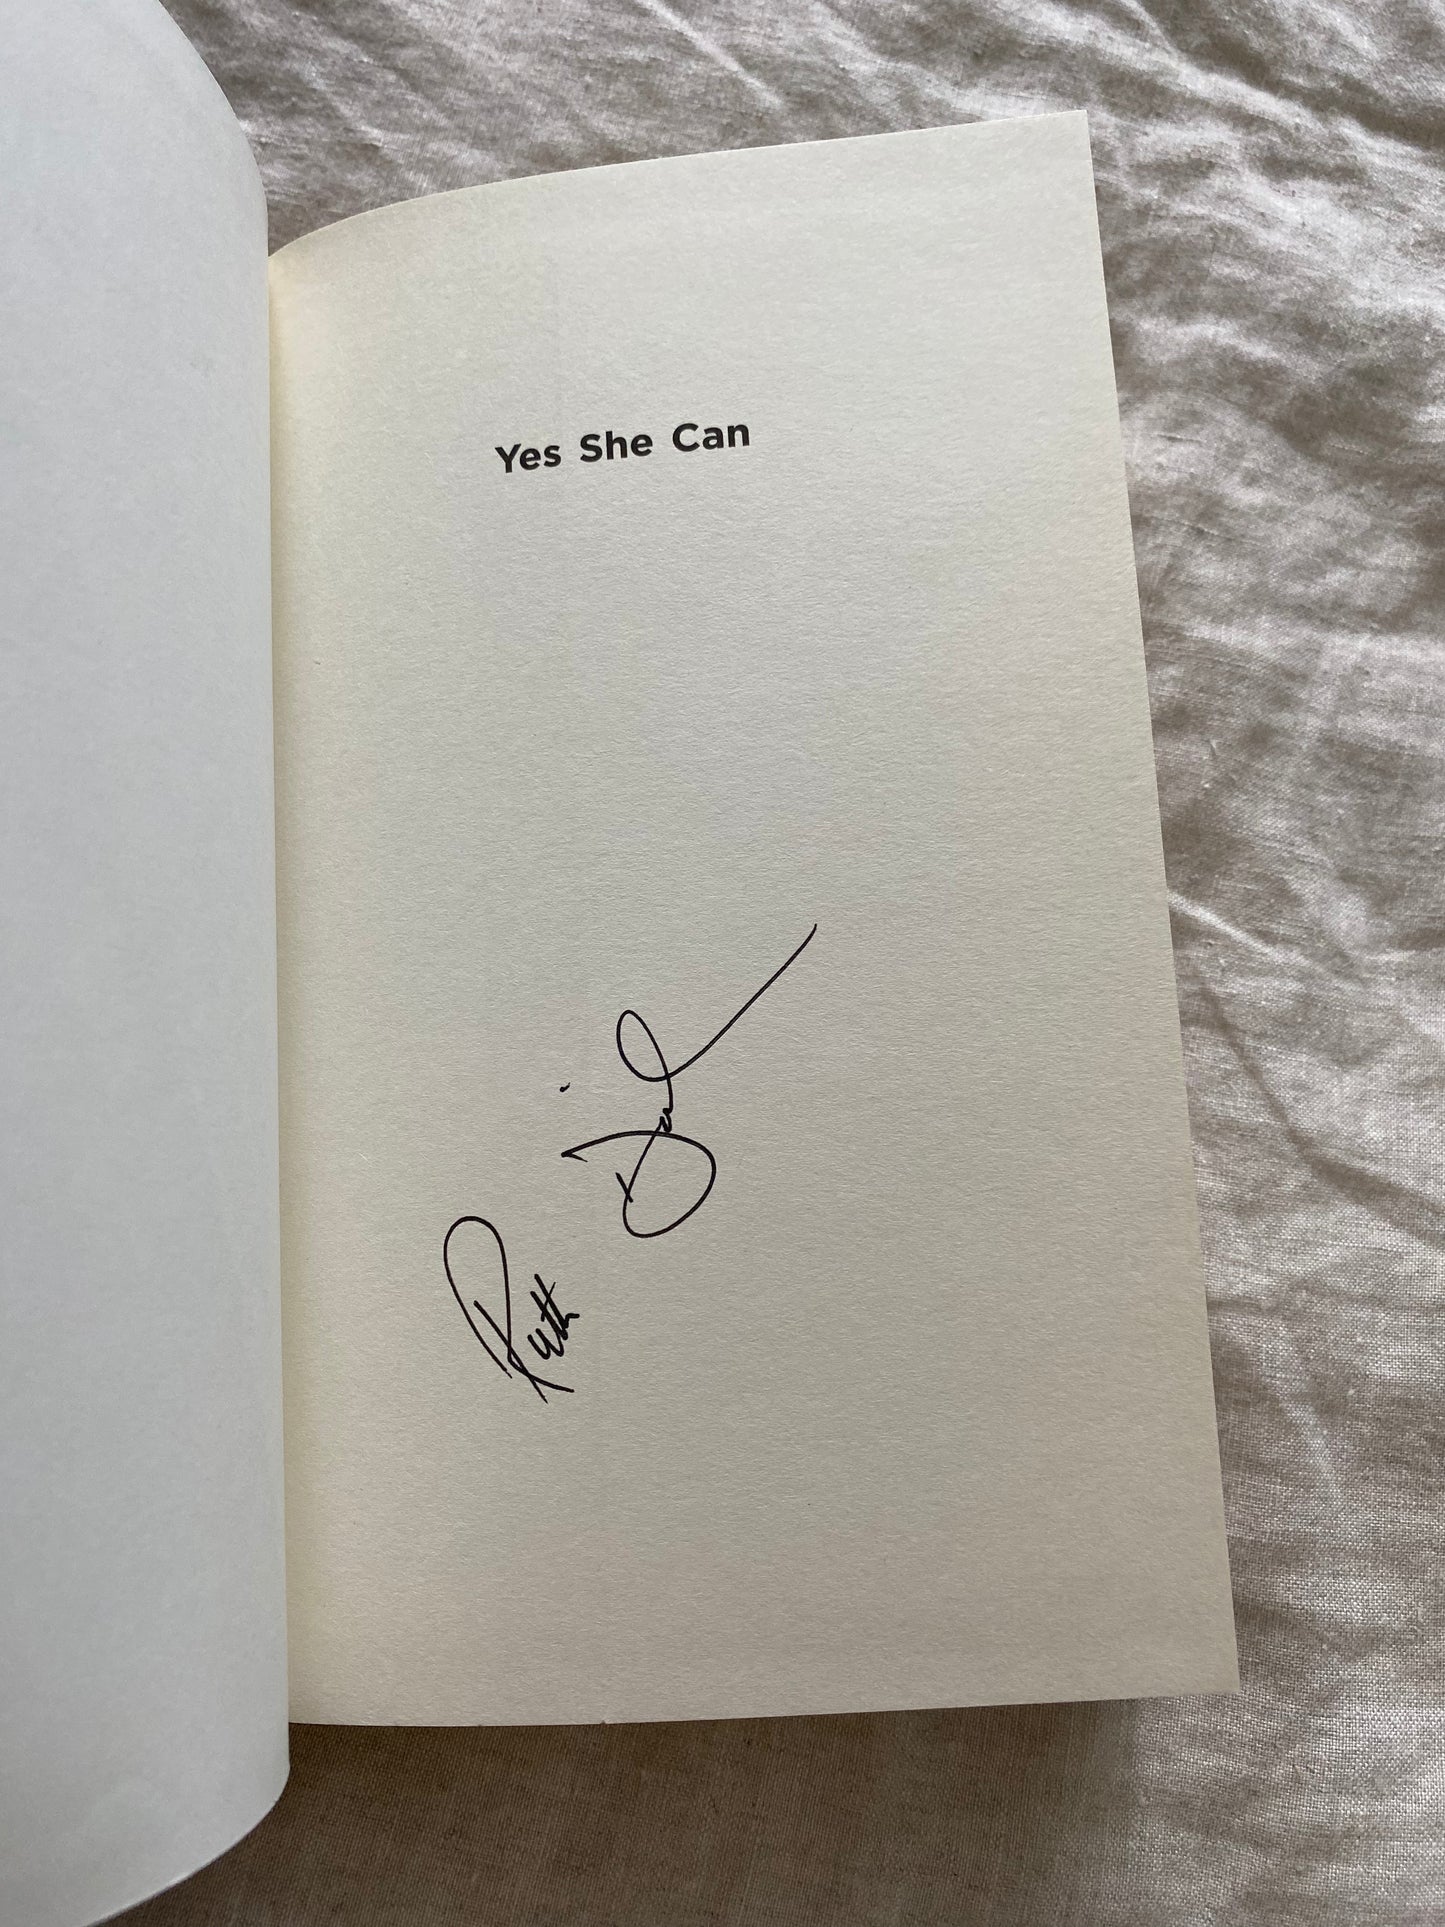 Yes She Can
Ruth